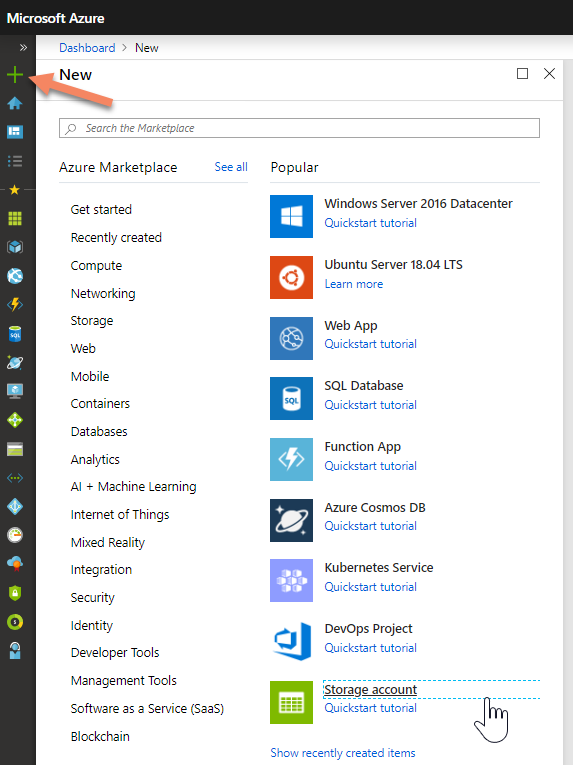 Microsoft Azure
Dashboard > New
New
Search the Marketplace
Azure Marketplace
See all
Get started
Recently created
Compute
Networking
Storage
Web
Mobile
Containers
Databases
Analytics
AI + Machine Learning
Internet of Things
Mixed Reality
Integration
Security
Identity
Developer Tools
Management Tools
Software as a Service (SaaS)
Blockchain
Popular
Windows Server 2016 Datacenter
Quickstart tutorial
Ubuntu Server 18.04 LTS
Learn more
Web App
Quickstart tutorial
SQL
SQL Database
Quickstart tutorial
Function App
Quickstart tutorial
Azure Cosmos DB
Quickstart tutorial
Kubernetes Service
Quickstart tutorial
DevOps Project
Quickstart tutorial
Storage account
Quickstart tutorial
Show recently created items
SQL